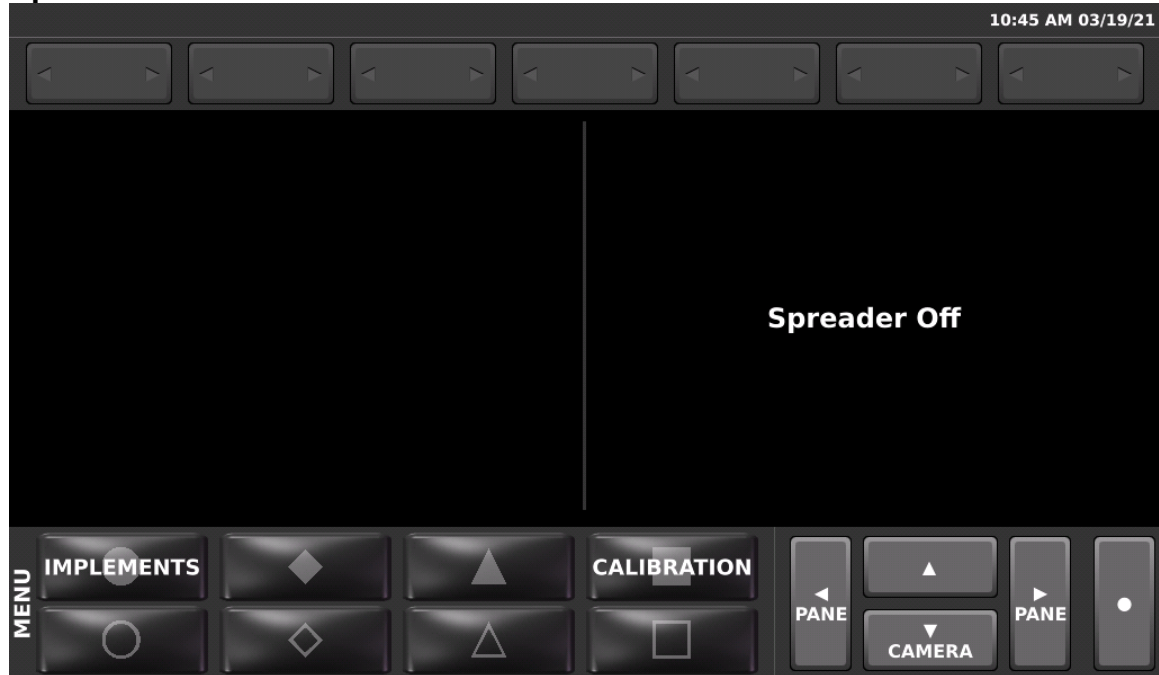 10:45 AM 03/19/21
Spreader Off
MENU
IMPLEMENTS
CALIBRATION
PANE
CAMERA
PANE